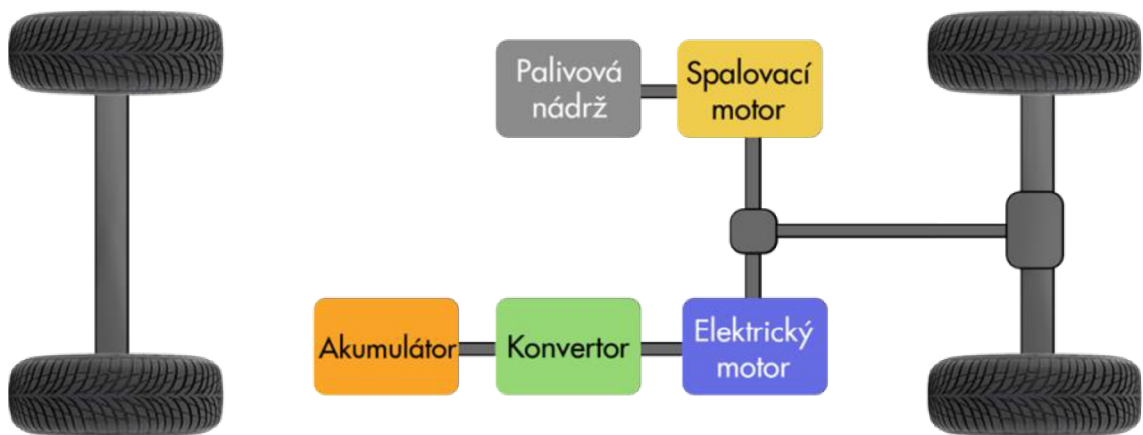 Palivová
nádrž
Spalovací
motor
Akumulátor
Konvertor
Elektrický
motor